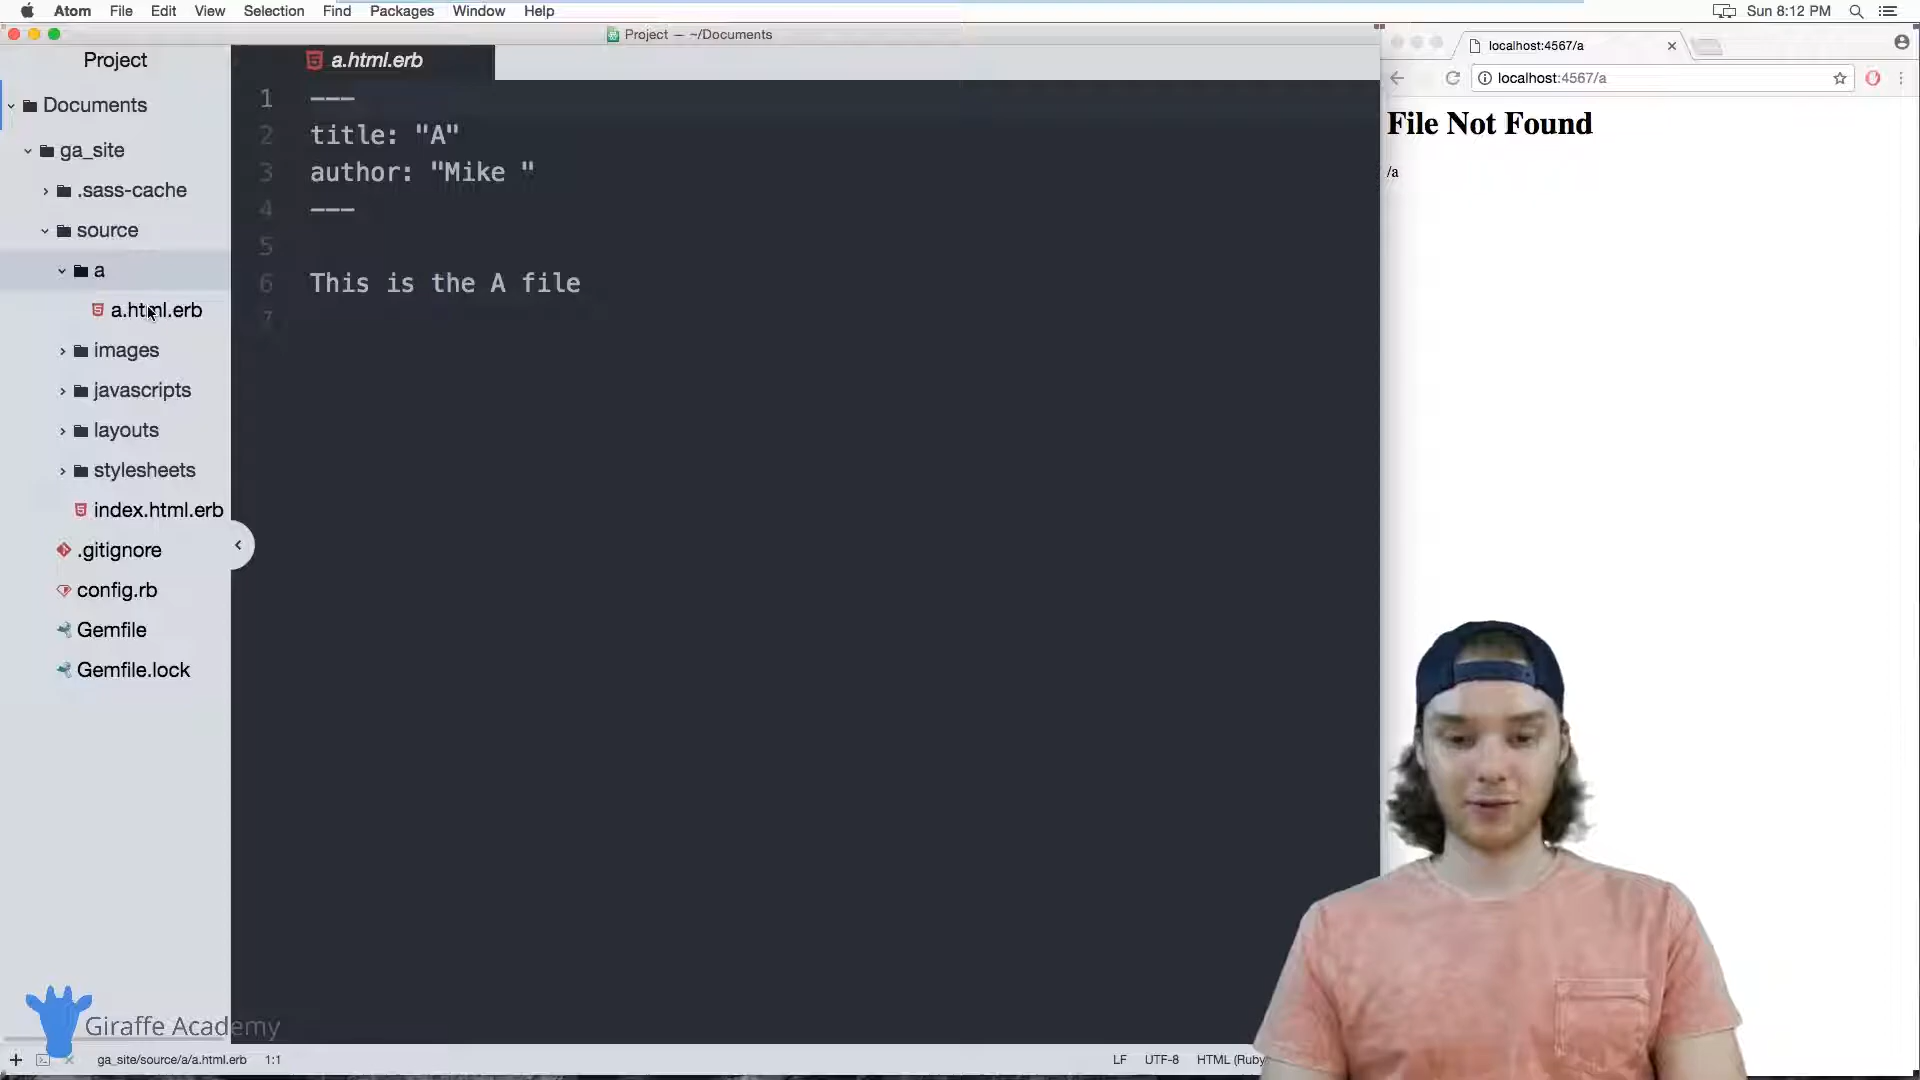 Atom File Edit View Selection Find Packages Window Help
Sun 8:12 PM
Project — ~/Documents
Project
Documents
ga_site
.sass-cache
source
a
a.html.erb
images
javascripts
layouts
stylesheets
index.html.erb
.gitignore
config.rb
Gemfile
Gemfile.lock
a.html.erb
1 ---
2 title: "A"
3 author: "Mike "
4 ---
5
6 This is the A file
7
localhost:4567/a
localhost:4567/a
File Not Found
/a
Giraffe Academy
ga_site/source/a/a.html.erb 1:1
LF UTF-8 HTML (Ruby